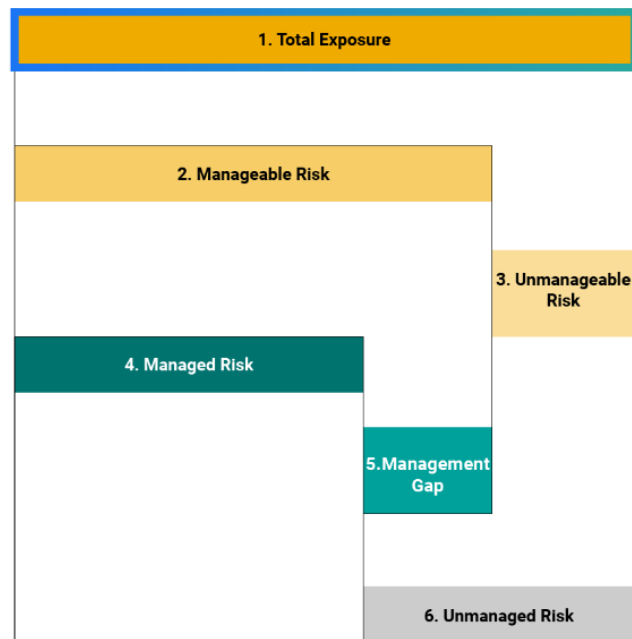 1. Total Exposure
2. Manageable Risk
3. Unmanageable
Risk
4. Managed Risk
5.Management
Gap
6. Unmanaged Risk